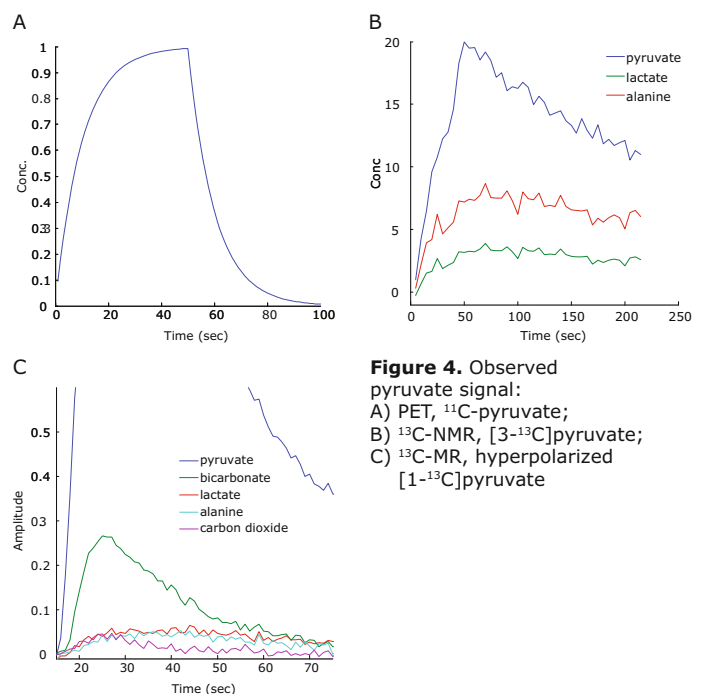 A
1
0.9
0.8
0.7
0.6
0.5
0.4
33
0.3
0.2
0.1
0
Conc.
0
20
40
60
80
100
Time (sec)
B
20
15
10
5
0
Conc
0
50
100
150
200
250
Time (sec)
pyruvate
lactate
alanine
C
0.5
0.4
0.3
0.2
0.1
0
Amplitude
20
30
40
50
60
70
Time (sec)
pyruvate
bicarbonate
lactate
alanine
carbon dioxide
Figure 4. Observed
pyruvate signal:
A) PET, ¹¹C-pyruvate;
B) ¹³C-NMR, [3-¹³C]pyruvate;
C) ¹³C-MR, hyperpolarized
[1-¹³C]pyruvate